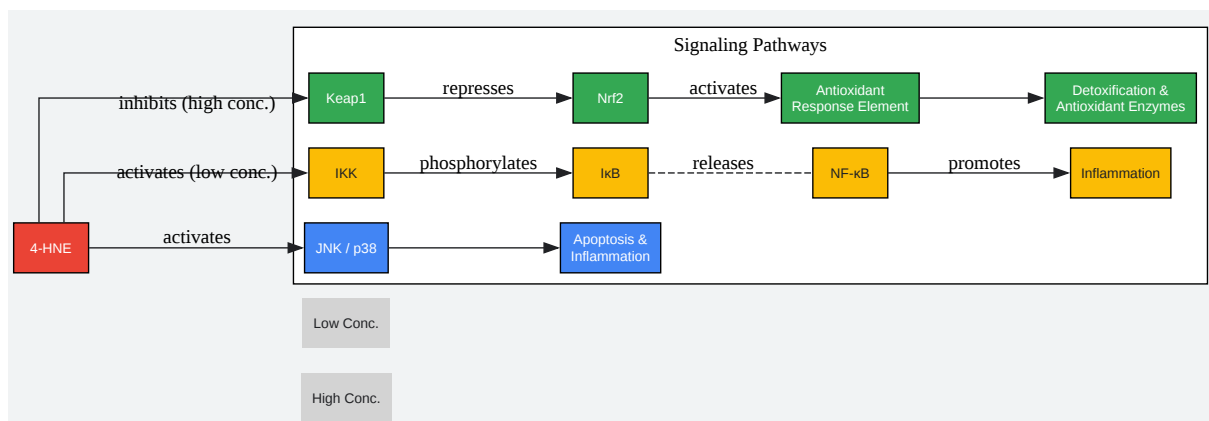 Signaling Pathways
inhibits (high conc.)
Keap1
represses
Nrf2
activates
Antioxidant
Response Element
Detoxification &
Antioxidant Enzymes
activates (low conc.)
IKK
phosphorylates
IκB
releases
NF-κB
promotes
Inflammation
4-HNE
activates
JNK / p38
Apoptosis &
Inflammation
Low Conc.
High Conc.